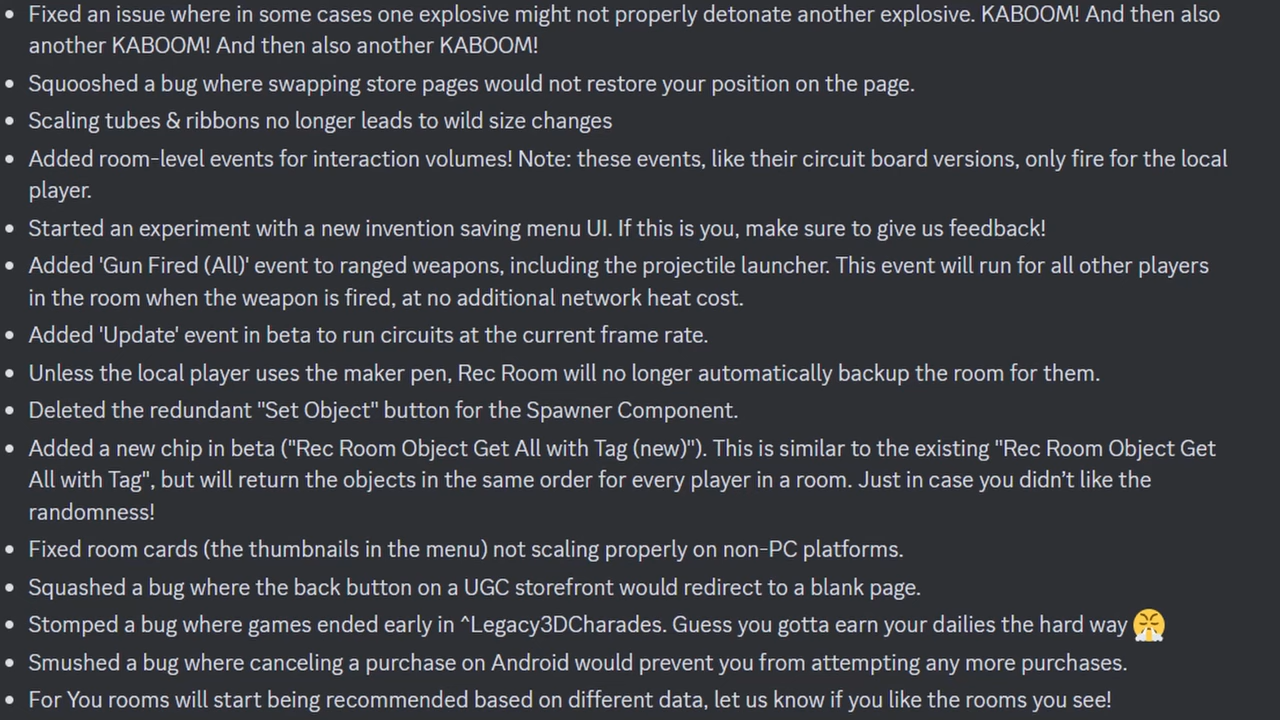 • Fixed an issue where in some cases one explosive might not properly detonate another explosive. KABOOM! And then also
another KABOOM! And then also another KABOOM!
• Squooshed a bug where swapping store pages would not restore your position on the page.
• Scaling tubes & ribbons no longer leads to wild size changes
• Added room-level events for interaction volumes! Note: these events, like their circuit board versions, only fire for the local
player.
• Started an experiment with a new invention saving menu UI. If this is you, make sure to give us feedback!
• Added 'Gun Fired (All)' event to ranged weapons, including the projectile launcher. This event will run for all other players
in the room when the weapon is fired, at no additional network heat cost.
• Added 'Update' event in beta to run circuits at the current frame rate.
• Unless the local player uses the maker pen, Rec Room will no longer automatically backup the room for them.
• Deleted the redundant "Set Object" button for the Spawner Component.
• Added a new chip in beta ("Rec Room Object Get All with Tag (new)"). This is similar to the existing "Rec Room Object Get
All with Tag", but will return the objects in the same order for every player in a room. Just in case you didn’t like the
randomness!
• Fixed room cards (the thumbnails in the menu) not scaling properly on non-PC platforms.
• Squashed a bug where the back button on a UGC storefront would redirect to a blank page.
• Stomped a bug where games ended early in ^Legacy3DCharades. Guess you gotta earn your dailies the hard way 😤
• Smushed a bug where canceling a purchase on Android would prevent you from attempting any more purchases.
• For You rooms will start being recommended based on different data, let us know if you like the rooms you see!